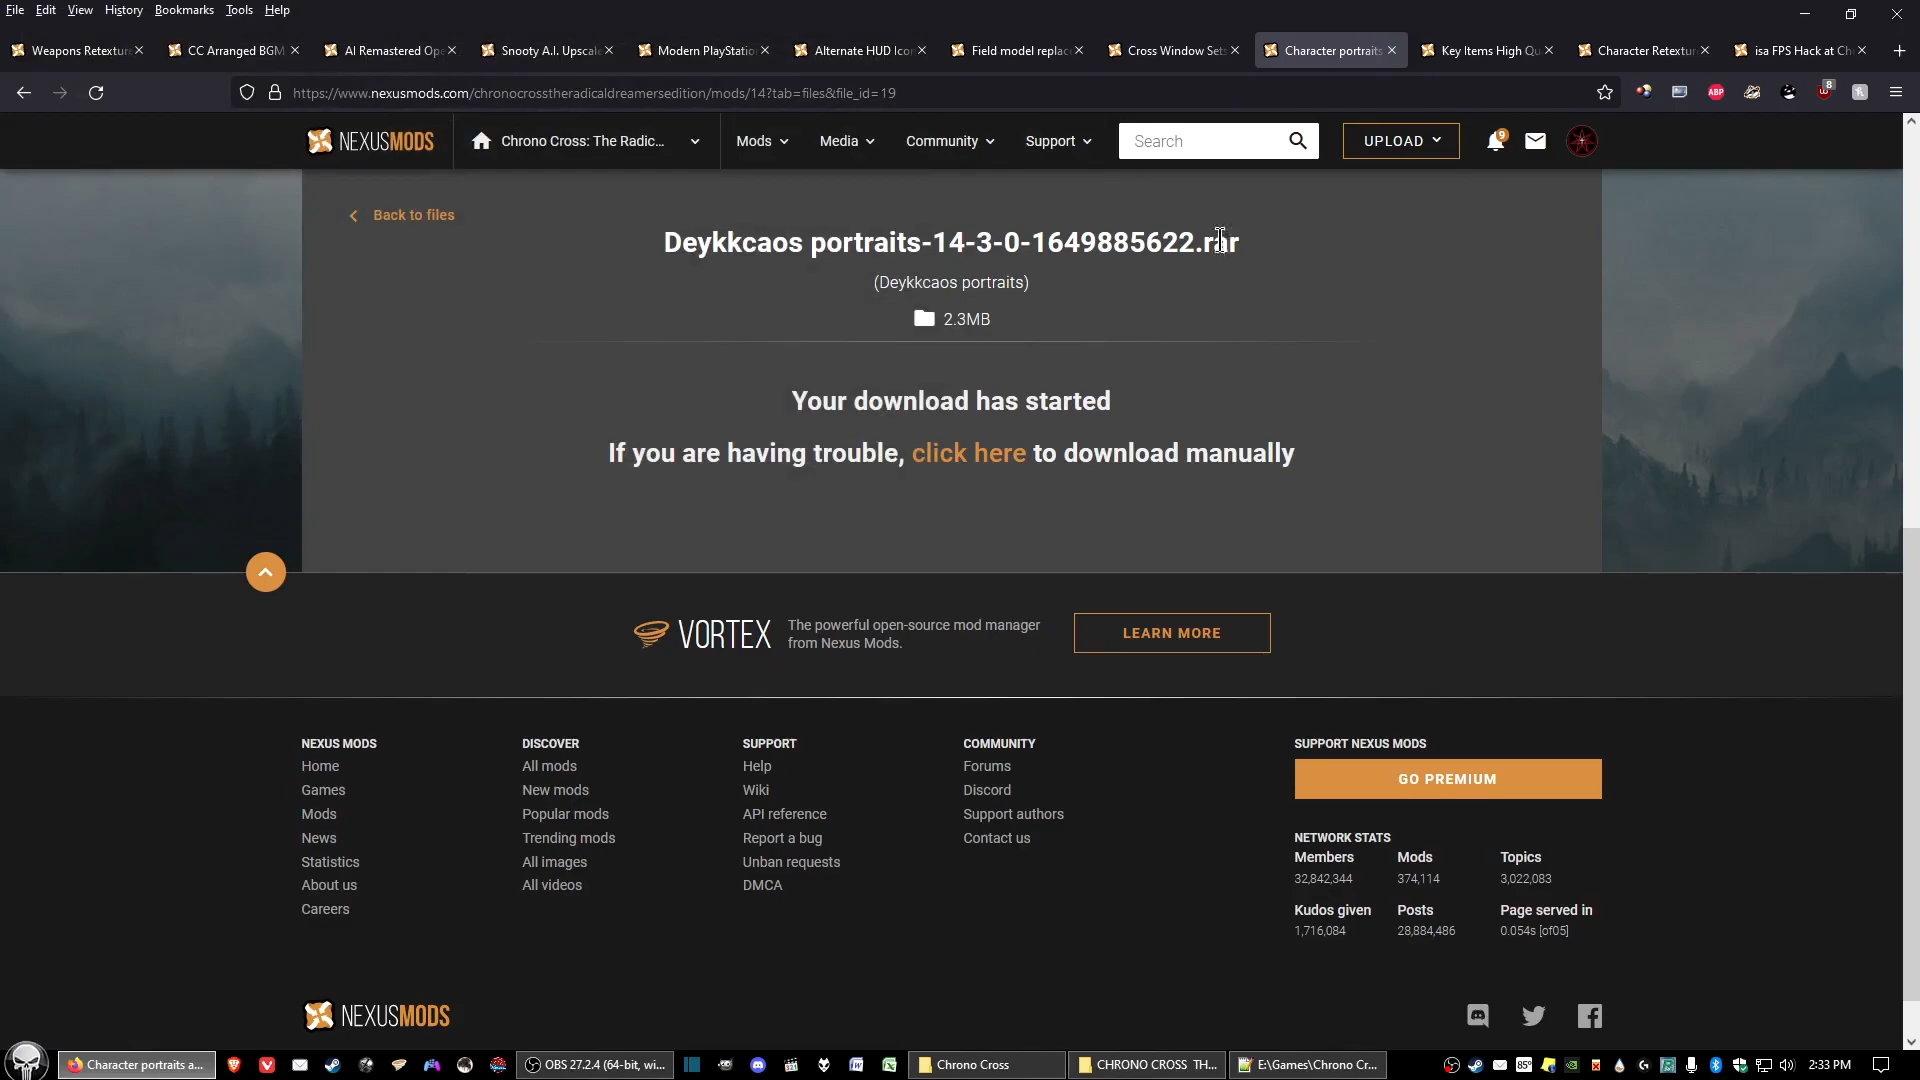 File Edit View History Bookmarks Tools Help
Weapons Retextur
CC Arranged BGM
AI Remastered Ope
Snooty A.I. Upscale
Modern PlayStatio
Alternate HUD Ico
Field model replac
Cross Window Sets
Character portraits
Key Items High Qu
Character Retextur
isa FPS Hack at Ch
https://www.nexusmods.com/chronocrosstheradicaldreamersedition/mods/14?tab=files&file_id=19
ABP
8
NEXUSMODS
Chrono Cross: The Radic...
Mods
Media
Community
Support
Search
UPLOAD
9
Back to files
Deykkcaos portraits-14-3-0-1649885622.rar
(Deykkcaos portraits)
2.3MB
Your download has started
If you are having trouble, click here to download manually
VORTEX
The powerful open-source mod manager
from Nexus Mods.
LEARN MORE
NEXUS MODS
Home
Games
Mods
News
Statistics
About us
Careers
DISCOVER
All mods
New mods
Popular mods
Trending mods
All images
All videos
SUPPORT
Help
Wiki
API reference
Report a bug
Unban requests
DMCA
COMMUNITY
Forums
Discord
Support authors
Contact us
SUPPORT NEXUS MODS
GO PREMIUM
NETWORK STATS
Members Mods Topics
32,842,344 374,114 3,022,083
Kudos given Posts Page served in
1,716,084 28,884,486 0.054s [of05]
NEXUSMODS
Character portraits a...
OBS 27.2.4 (64-bit, wi...
Chrono Cross
CHRONO CROSS TH...
E:\Games\Chrono Cr...
85°
2:33 PM